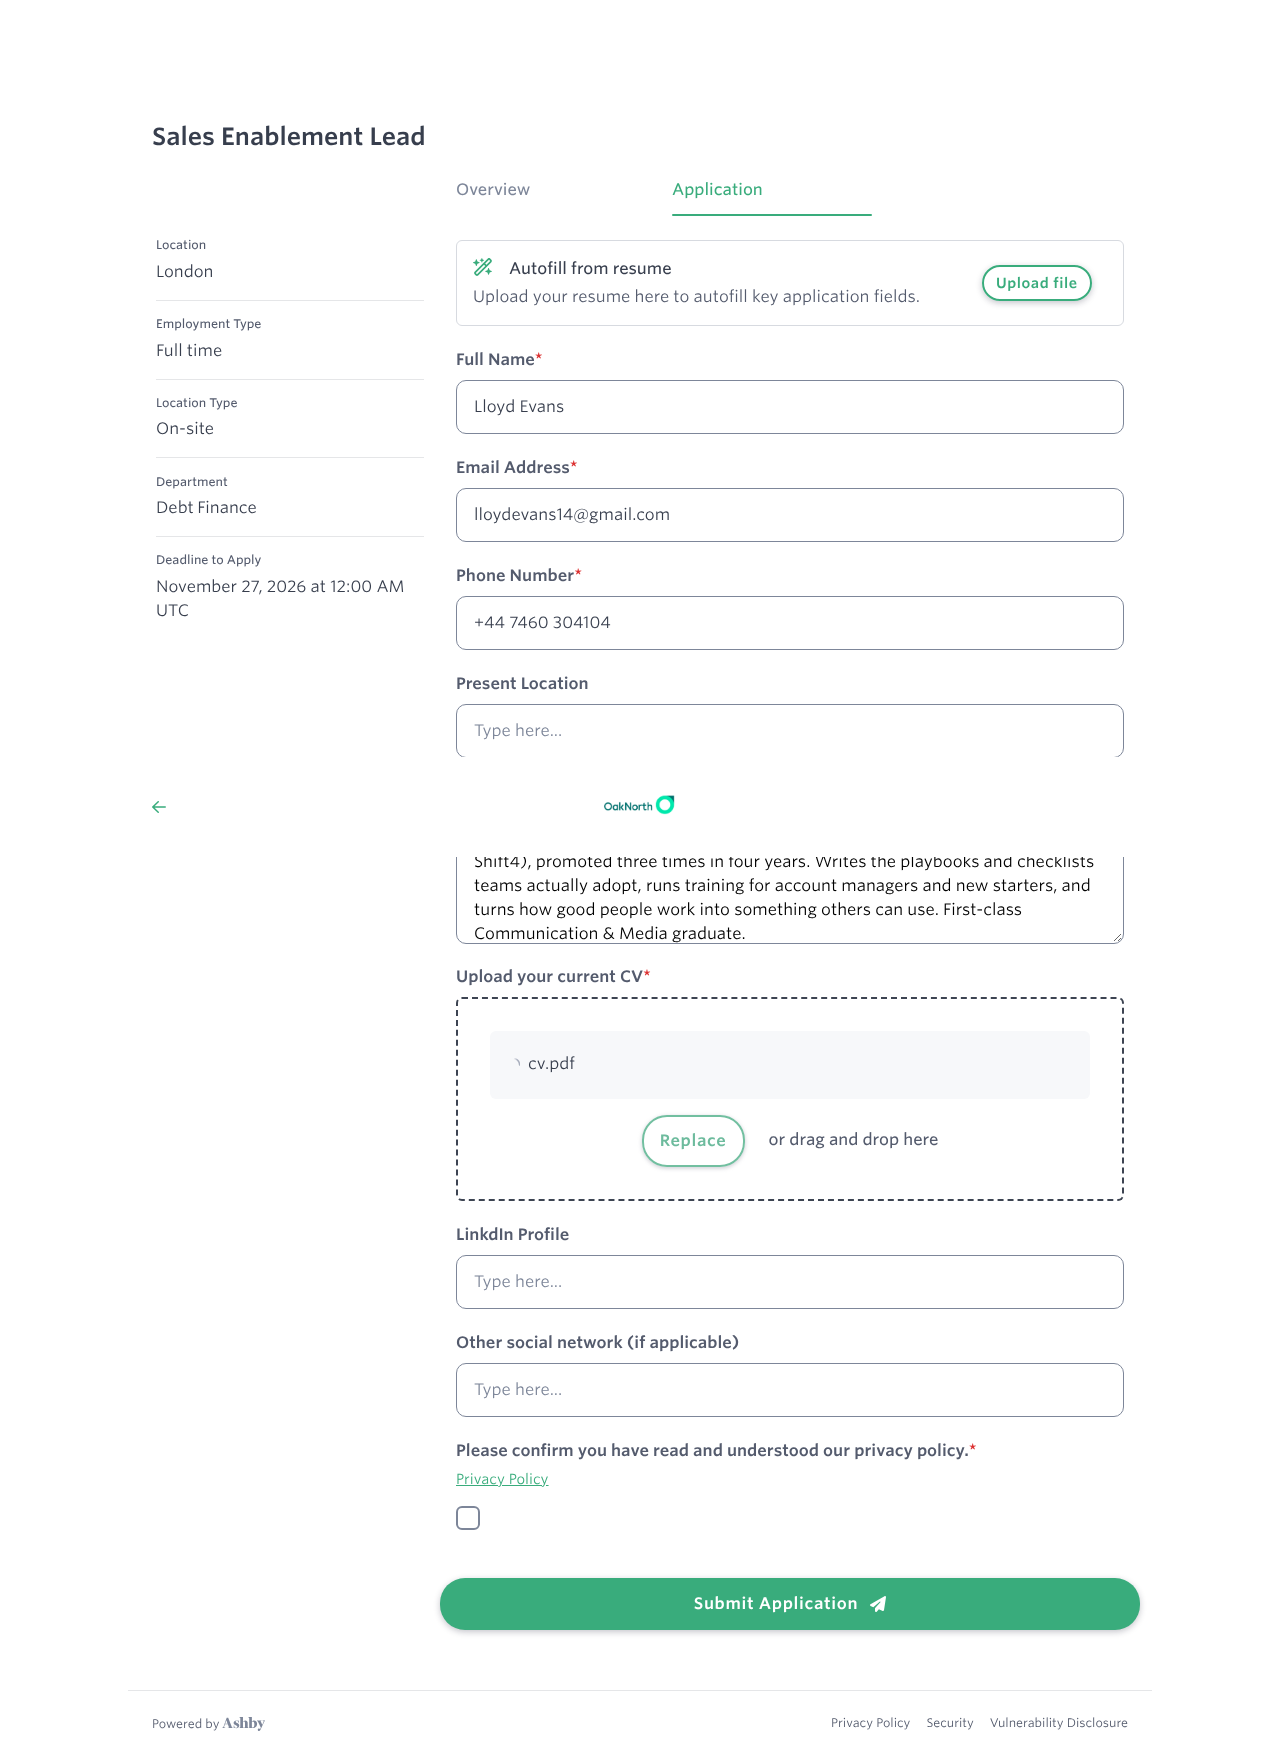 Sales Enablement Lead
Overview
Application
Location
London
Employment Type
Full time
Location Type
On-site
Department
Debt Finance
Deadline to Apply
November 27, 2026 at 12:00 AM
UTC
Autofill from resume
Upload your resume here to autofill key application fields.
Upload file
Full Name*
Lloyd Evans
Email Address*
lloydevans14@gmail.com
Phone Number*
+44 7460 304104
Present Location
Type here...
OakNorth
Shift4), promoted three times in four years. Writes the playbooks and checklists
teams actually adopt, runs training for account managers and new starters, and
turns how good people work into something others can use. First-class
Communication & Media graduate.
Upload your current CV*
cv.pdf
Replace
or drag and drop here
LinkdIn Profile
Type here...
Other social network (if applicable)
Type here...
Please confirm you have read and understood our privacy policy.*
Privacy Policy
Submit Application
Powered by Ashby
Privacy Policy
Security
Vulnerability Disclosure